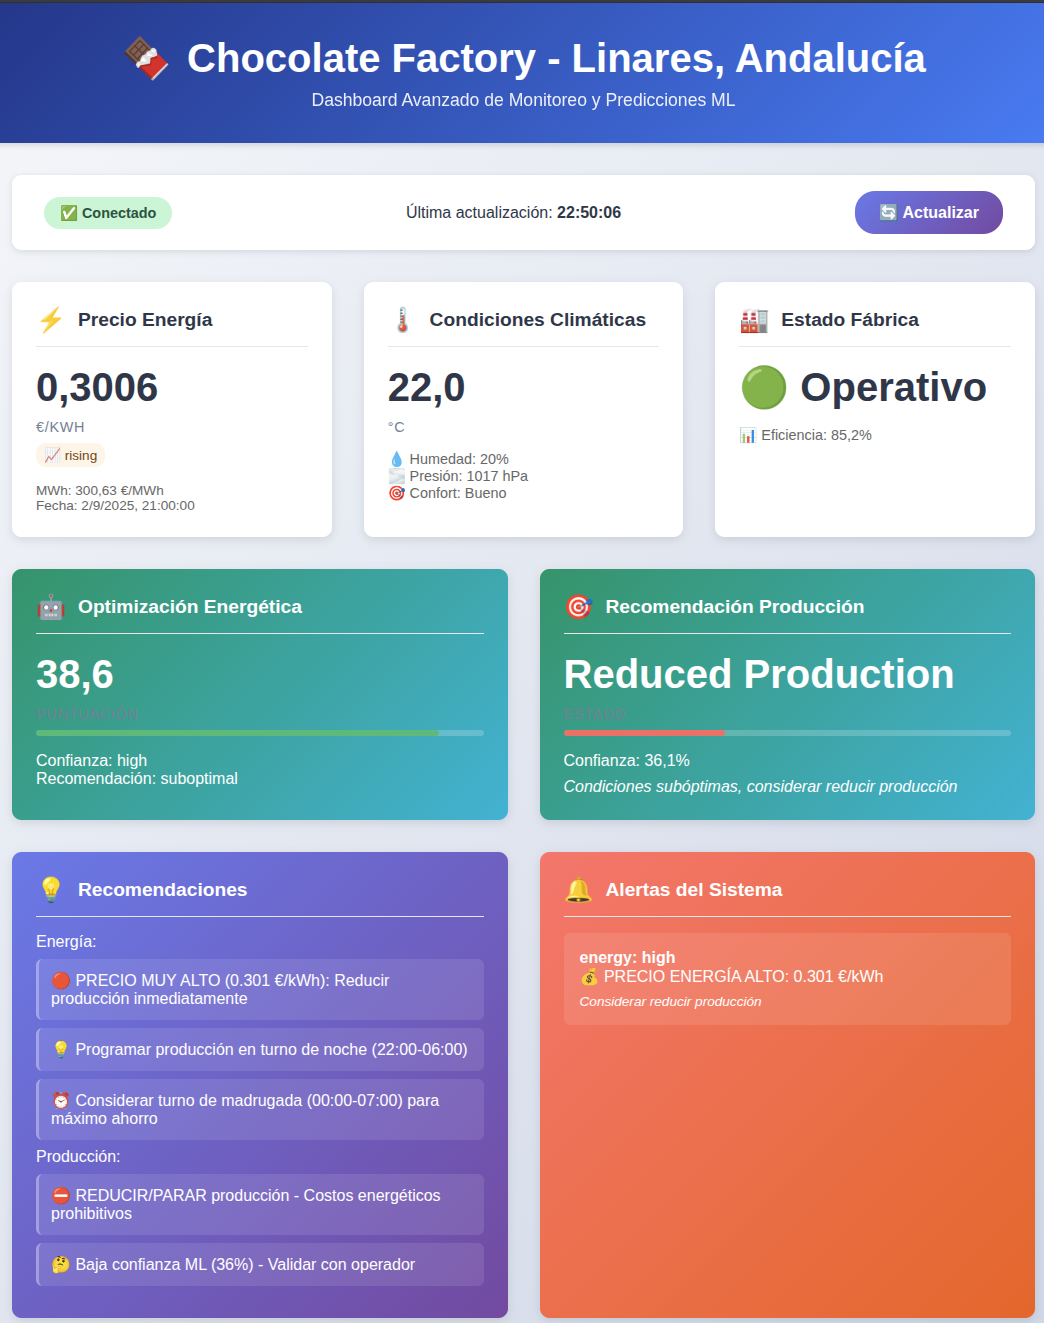 🍫 Chocolate Factory - Linares, Andalucía
Dashboard Avanzado de Monitoreo y Predicciones ML
✅ Conectado
Última actualización: 22:50:06
🔄 Actualizar
⚡ Precio Energía
0,3006
€/KWH
📈 rising
MWh: 300,63 €/MWh
Fecha: 2/9/2025, 21:00:00
🌡️ Condiciones Climáticas
22,0
°C
💧 Humedad: 20%
🌫️ Presión: 1017 hPa
🎯 Confort: Bueno
🏭 Estado Fábrica
🟢 Operativo
📊 Eficiencia: 85,2%
🤖 Optimización Energética
38,6
PUNTUACIÓN
Confianza: high
Recomendación: suboptimal
🎯 Recomendación Producción
Reduced Production
ESTADO
Confianza: 36,1%
Condiciones subóptimas, considerar reducir producción
💡 Recomendaciones
Energía:
🔴 PRECIO MUY ALTO (0.301 €/kWh): Reducir
producción inmediatamente
💡 Programar producción en turno de noche (22:00-06:00)
⏰ Considerar turno de madrugada (00:00-07:00) para
máximo ahorro
Producción:
⛔ REDUCIR/PARAR producción - Costos energéticos
prohibitivos
🤔 Baja confianza ML (36%) - Validar con operador
🔔 Alertas del Sistema
energy: high
💰 PRECIO ENERGÍA ALTO: 0.301 €/kWh
Considerar reducir producción